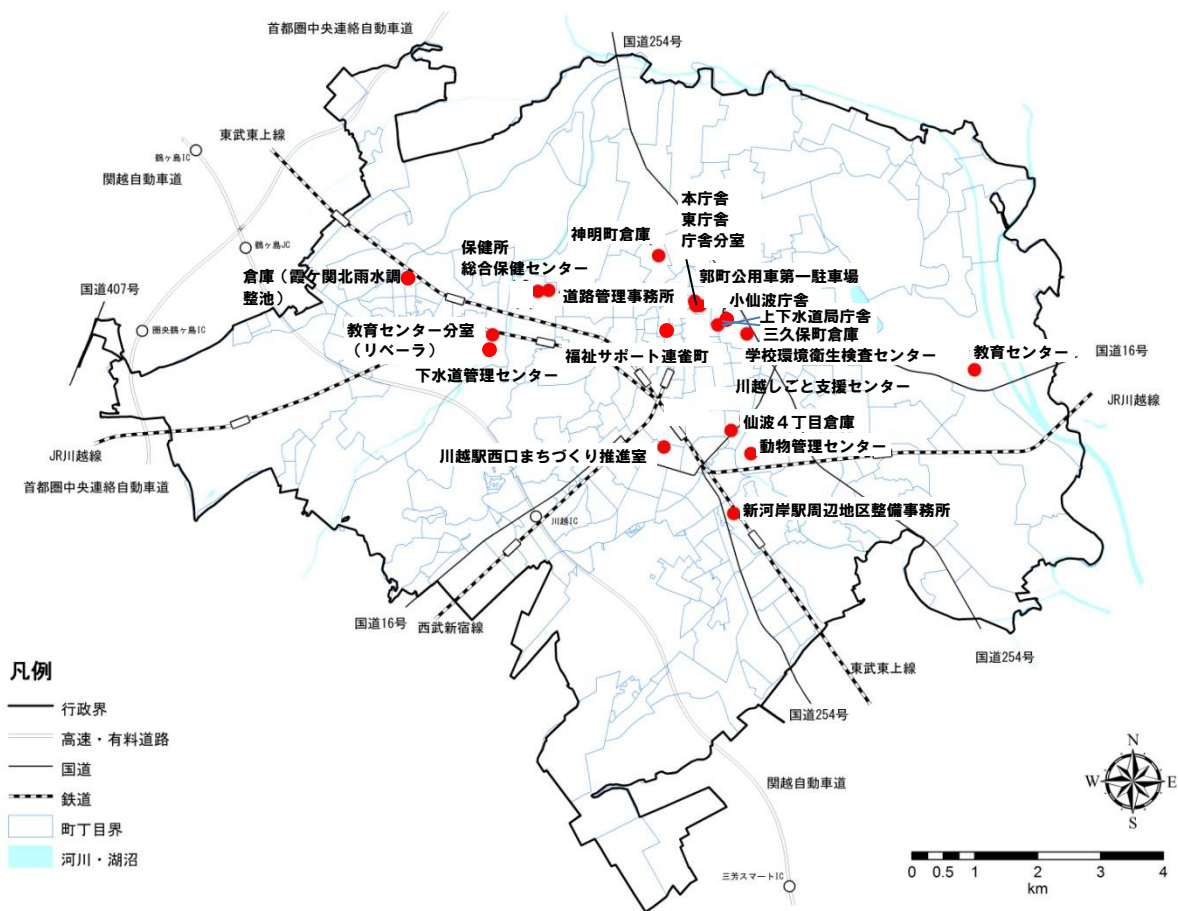 首都圏中央連絡自動車道
国道254号
東武東上線
鶴ヶ島IC
関越自動車道
本庁舎
東庁舎
庁舎分室
神明町倉庫
保健所
総合保健センター
鶴ヶ島JC
倉庫（霞ケ関北雨水調
整池）
郭町公用車第一駐車場
道路管理事務所
小仙波庁舎
上下水道局庁舎
三久保町倉庫
国道407号
圏央鶴ヶ島IC
教育センター分室
（リベーラ）
福祉サポート連雀町
学校環境衛生検査センター
教育センター
国道16号
下水道管理センター
川越しごと支援センター
JR川越線
仙波４丁目倉庫
動物管理センター
川越駅西口まちづくり推進室
JR川越線
首都圏中央連絡自動車道
新河岸駅周辺地区整備事務所
川越IC
国道16号
西武新宿線
国道254号
東武東上線
国道254号
関越自動車道
三芳スマートIC
凡例
行政界
高速・有料道路
国道
鉄道
町丁目界
河川・湖沼
N
W
E
S
0 0.5 1 2 3 4
km